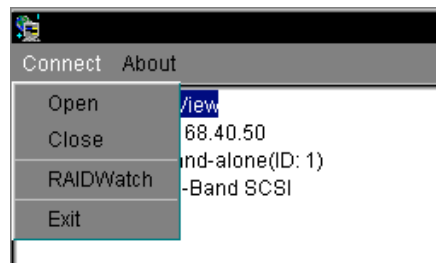 Connect About
Open
Close
RAIDWatch
Exit
View
68.40.50
and-alone(ID: 1)
-Band SCSI